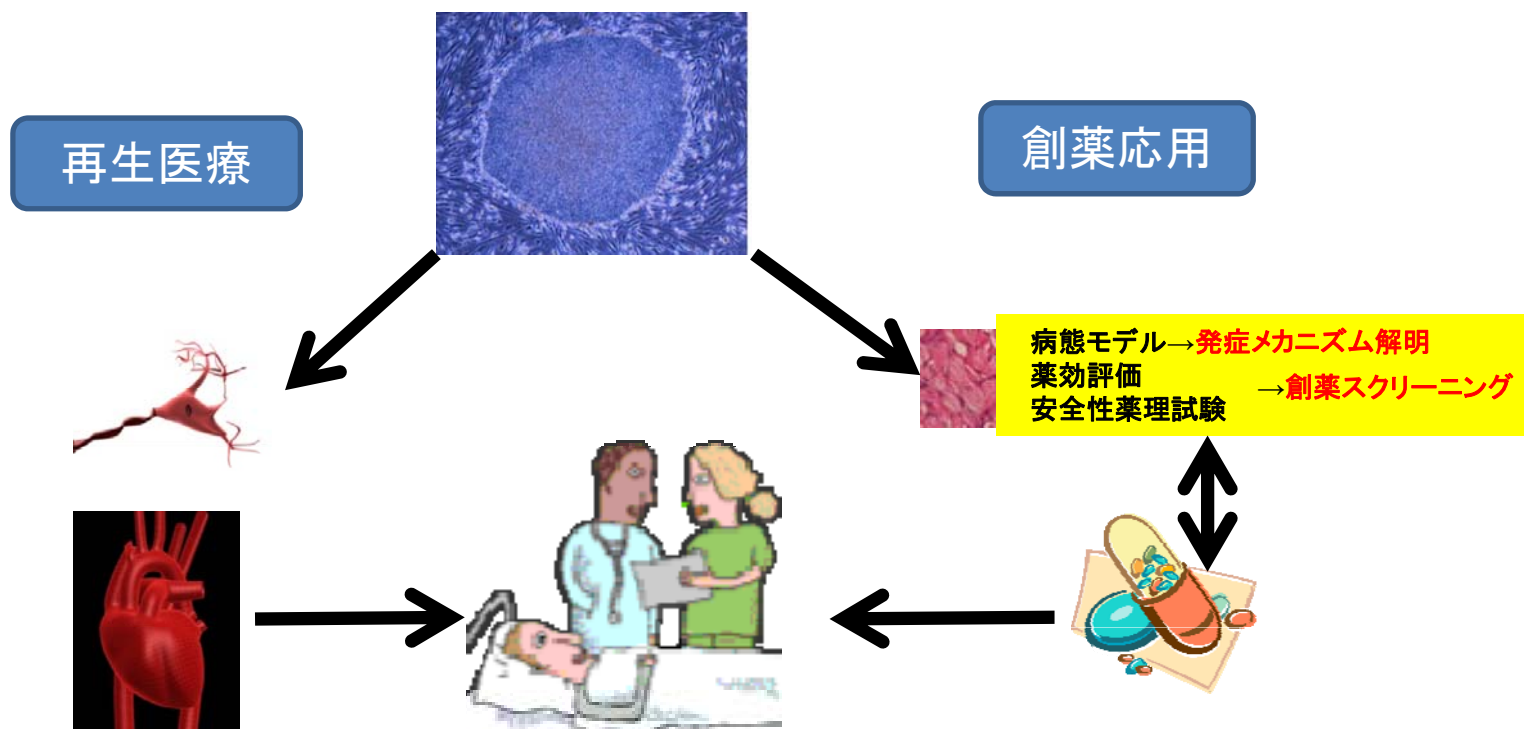 再生医療
創薬応用
病態モデル→発症メカニズム解明
薬効評価
→創薬スクリーニング
安全性薬理試験